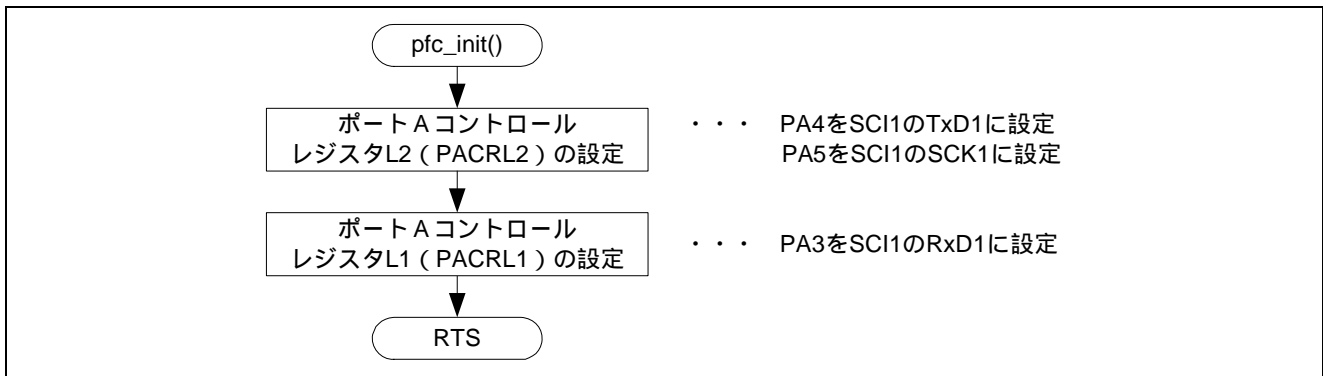 pfc_init()
ポートAコントロール
レジスタL2(PACRL2)の設定
・・・ PA4をSCI1のTxD1に設定
PA5をSCI1のSCK1に設定
ポートAコントロール
レジスタL1(PACRL1)の設定
・・・ PA3をSCI1のRxD1に設定
RTS